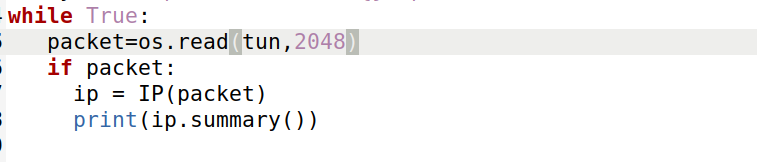 while True:
   packet=os.read(tun,2048)
   if packet:
     ip = IP(packet)
     print(ip.summary())